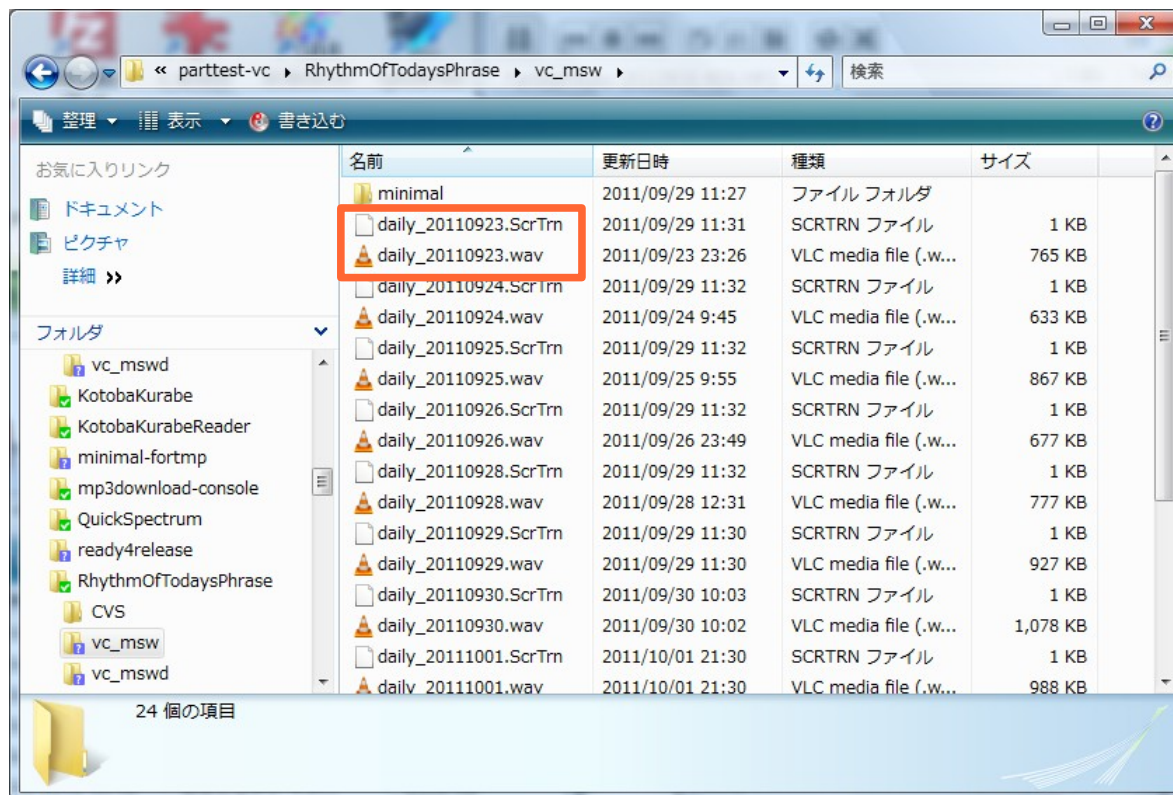 « parttest-vc ▸ RhythmOfTodaysPhrase ▸ vc_msw ▸ 検索
整理 表示 書き込む
お気に入りリンク
ドキュメント
ピクチャ
詳細 »
フォルダ
vc_mswd
KotobaKurabe
KotobaKurabeReader
minimal-fortmp
mp3download-console
QuickSpectrum
ready4release
RhythmOfTodaysPhrase
CVS
vc_msw
vc_mswd
名前 更新日時 種類 サイズ
minimal 2011/09/29 11:27 ファイル フォルダ
daily_20110923.ScrTrn 2011/09/29 11:31 SCRTRN ファイル 1 KB
daily_20110923.wav 2011/09/23 23:26 VLC media file (.w... 765 KB
daily_20110924.ScrTrn 2011/09/29 11:32 SCRTRN ファイル 1 KB
daily_20110924.wav 2011/09/24 9:45 VLC media file (.w... 633 KB
daily_20110925.ScrTrn 2011/09/29 11:32 SCRTRN ファイル 1 KB
daily_20110925.wav 2011/09/25 9:55 VLC media file (.w... 867 KB
daily_20110926.ScrTrn 2011/09/29 11:32 SCRTRN ファイル 1 KB
daily_20110926.wav 2011/09/26 23:49 VLC media file (.w... 677 KB
daily_20110928.ScrTrn 2011/09/29 11:32 SCRTRN ファイル 1 KB
daily_20110928.wav 2011/09/28 12:31 VLC media file (.w... 777 KB
daily_20110929.ScrTrn 2011/09/29 11:30 SCRTRN ファイル 1 KB
daily_20110929.wav 2011/09/29 11:30 VLC media file (.w... 927 KB
daily_20110930.ScrTrn 2011/09/30 10:03 SCRTRN ファイル 1 KB
daily_20110930.wav 2011/09/30 10:02 VLC media file (.w... 1,078 KB
daily_20111001.ScrTrn 2011/10/01 21:30 SCRTRN ファイル 1 KB
daily_20111001.wav 2011/10/01 21:30 VLC media file (.w... 988 KB
24 個の項目